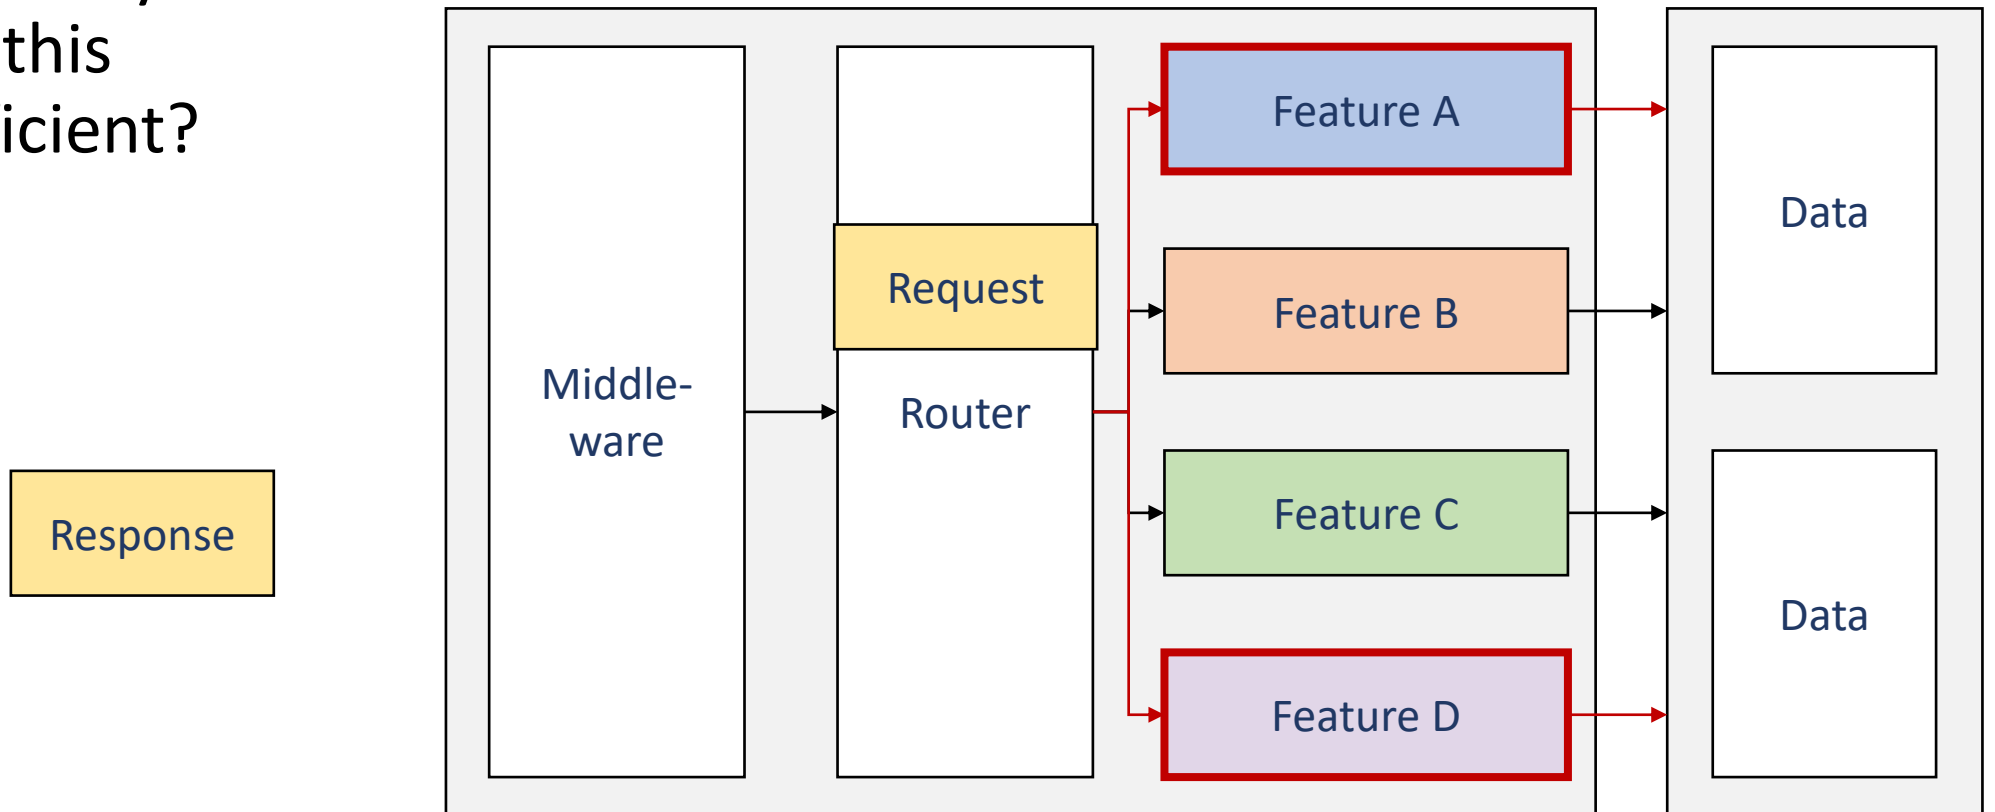 this
icient?
Middle-
ware
Request
Router
Feature A
Feature B
Feature C
Feature D
Data
Data
Response